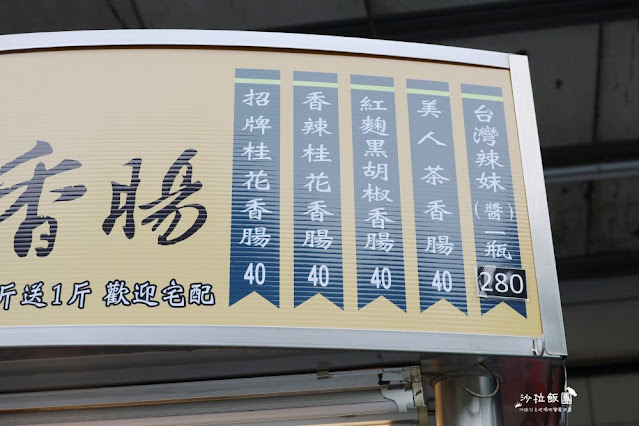 香腸
斤送1斤 歡迎宅配
招牌桂花香腸 40
香辣桂花香腸 40
紅麴黑胡椒香腸 40
美人茶香腸 40
台灣辣妹(醬)一瓶 280
沙拉飯團